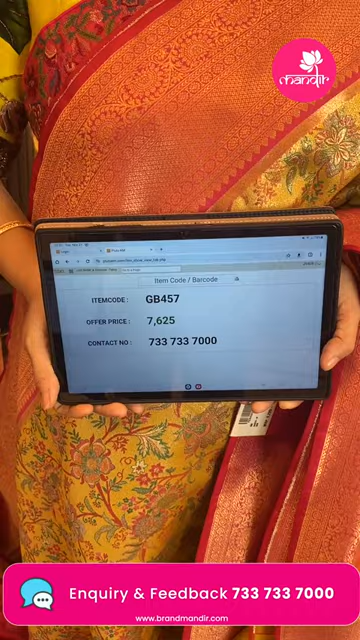 mandir
Item Code / Barcode
ITEMCODE : GB457
OFFER PRICE : 7,625
CONTACT NO : 733 733 7000
Enquiry & Feedback 733 733 7000
www.brandmandir.com